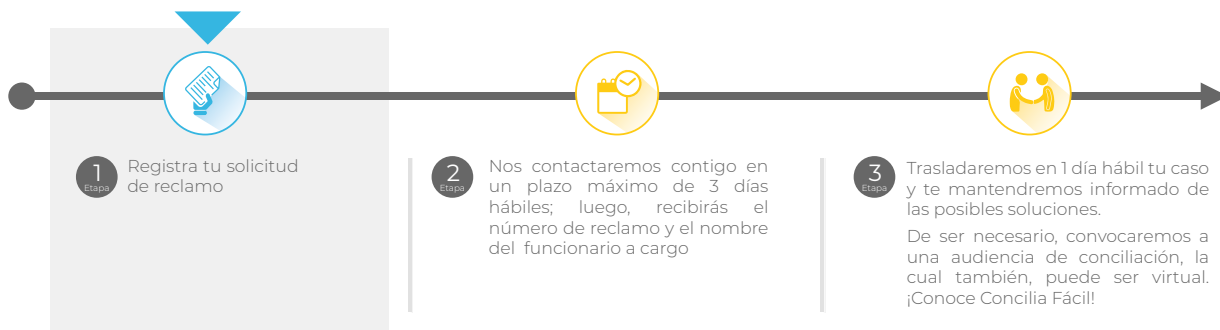 1
Etapa
Registra tu solicitud
de reclamo
2
Etapa
Nos contactaremos contigo en
un plazo máximo de 3 días
hábiles; luego, recibirás el
número de reclamo y el nombre
del funcionario a cargo
3
Etapa
Trasladaremos en 1 día hábil tu caso
y te mantendremos informado de
las posibles soluciones.
De ser necesario, convocaremos a
una audiencia de conciliación, la
cual también, puede ser virtual.
¡Conoce Concilia Fácil!